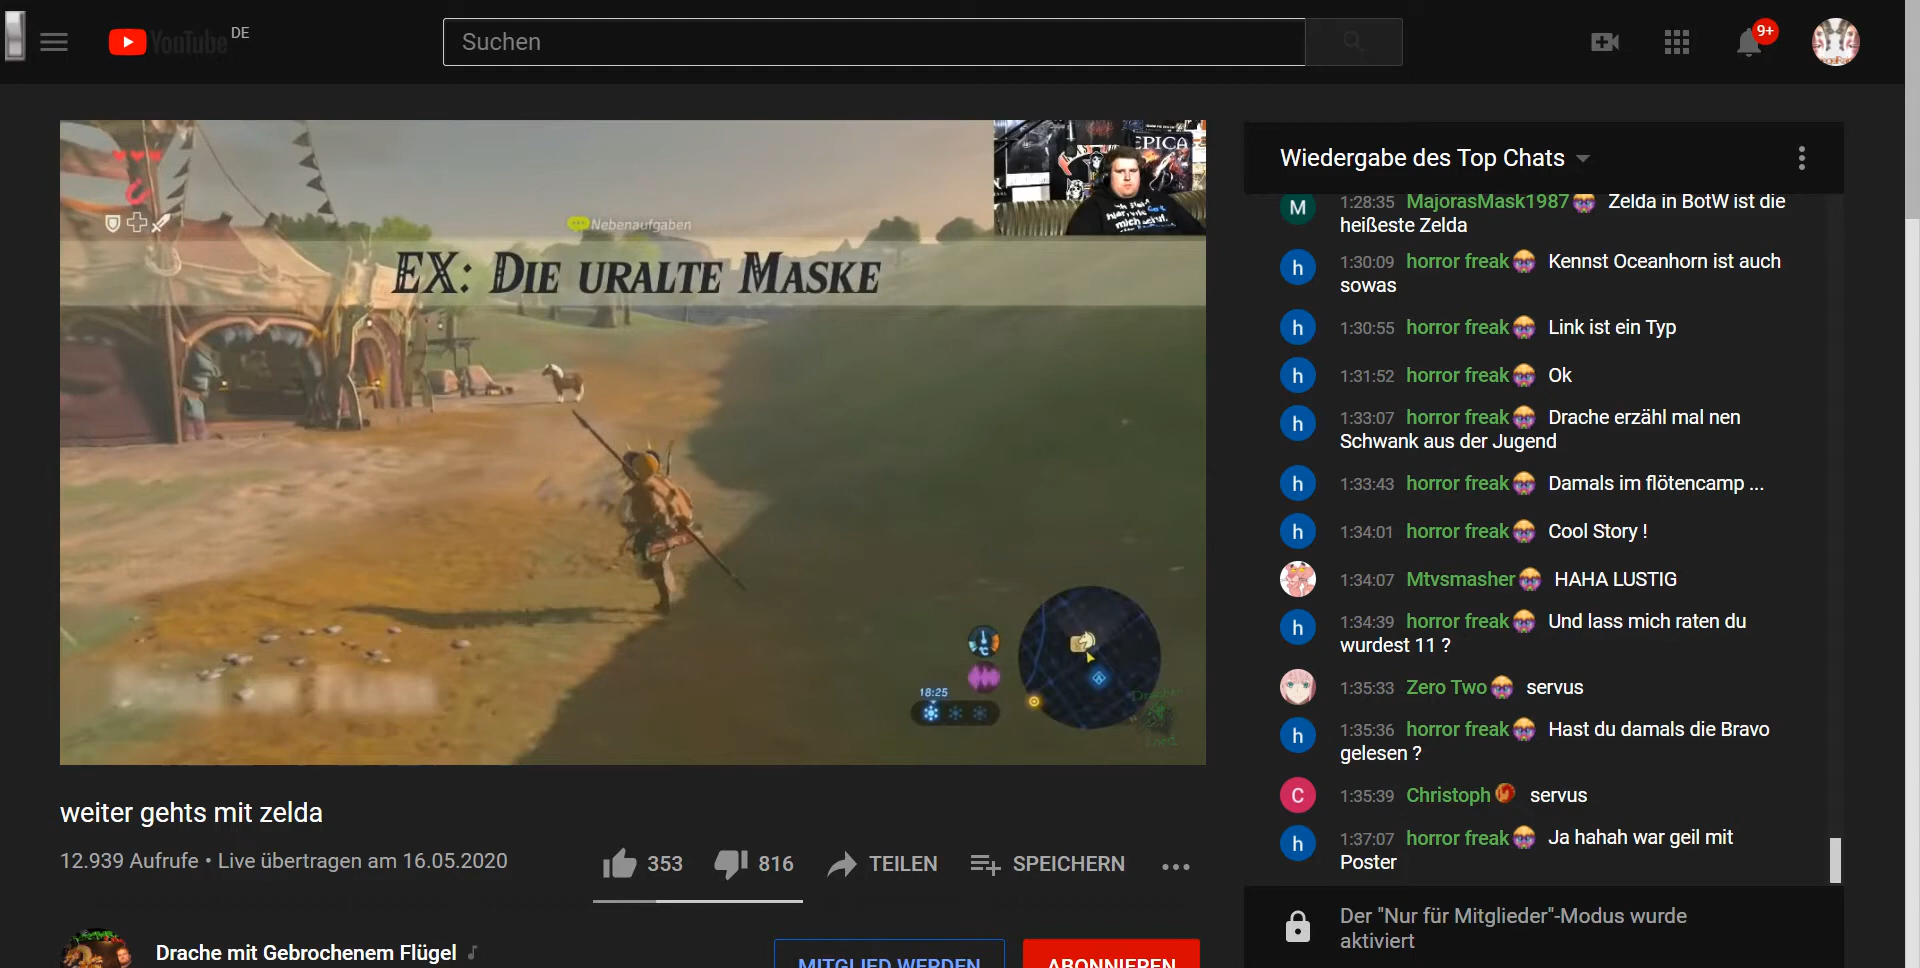 YouTube DE
Suchen
9+
EPICA
Nebenaufgaben
EX: DIE URALTE MASKE
18:25
weiter gehts mit zelda
12.939 Aufrufe • Live übertragen am 16.05.2020
353
816
TEILEN
SPEICHERN
Drache mit Gebrochenem Flügel
MITGLIED WERDEN
ABONNIEREN
Wiedergabe des Top Chats
M
1:28:35 MajorasMask1987 Zelda in BotW ist die
heißeste Zelda
h
1:30:09 horror freak Kennst Oceanhorn ist auch
sowas
h
1:30:55 horror freak Link ist ein Typ
h
1:31:52 horror freak Ok
h
1:33:07 horror freak Drache erzähl mal nen
Schwank aus der Jugend
h
1:33:43 horror freak Damals im flötencamp ...
h
1:34:01 horror freak Cool Story !
1:34:07 Mtvsmasher HAHA LUSTIG
h
1:34:39 horror freak Und lass mich raten du
wurdest 11 ?
1:35:33 Zero Two servus
h
1:35:36 horror freak Hast du damals die Bravo
gelesen ?
C
1:35:39 Christoph servus
h
1:37:07 horror freak Ja hahah war geil mit
Poster
Der "Nur für Mitglieder"-Modus wurde
aktiviert